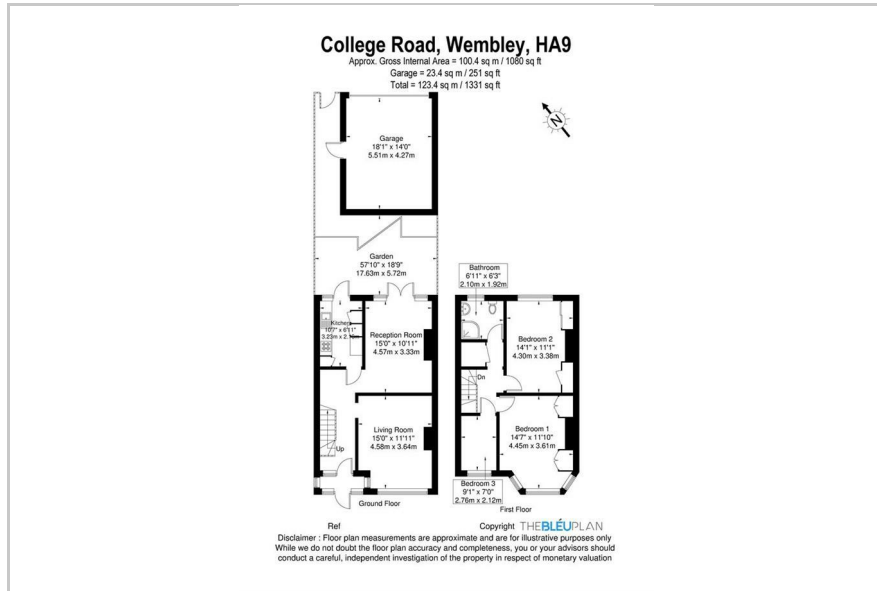 College Road, Wembley, HA9
Approx. Gross Internal Area = 100.4 sq m / 1080 sq ft
Garage = 23.4 sq m / 251 sq ft
Total = 123.4 sq m / 1331 sq ft
N
Garage
18'1" x 14'0"
5.51m x 4.27m
Garden
57'10" x 18'9"
17.63m x 5.72m
Bathroom
6'11" x 6'3"
2.10m x 1.92m
Kitchen
10'7" x 6'11"
3.23m x
Reception Room
15'0" x 10'11"
4.57m x 3.33m
Bedroom 2
14'1" x 11'1"
4.30m x 3.38m
Dn
Living Room
15'0" x 11'11"
4.58m x 3.64m
Up
Bedroom 1
14'7" x 11'10"
4.45m x 3.61m
Bedroom 3
9'1" x 7'0"
2.76m x 2.12m
Ground Floor
First Floor
Ref
Copyright THEBLÉUPLAN
Disclaimer : Floor plan measurements are approximate and are for illustrative purposes only
While we do not doubt the floor plan accuracy and completeness, you or your advisors should
conduct a careful, independent investigation of the property in respect of monetary valuation